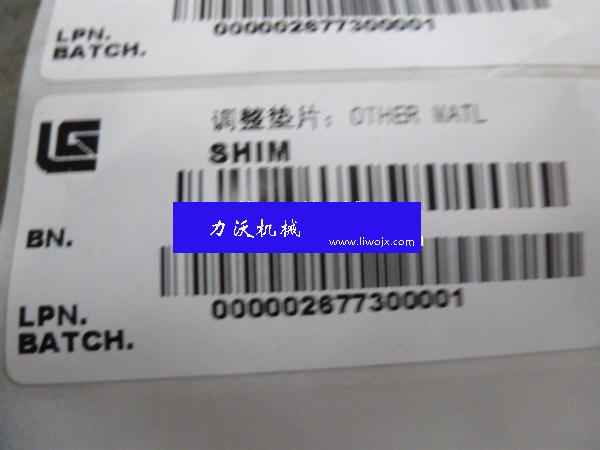 LPN.
BATCH.
000002677300001
调整垫片: OTHER MATL
SHIM
BN.
力沃机械
www.liwojx.com
LPN.
BATCH.
000002677300001